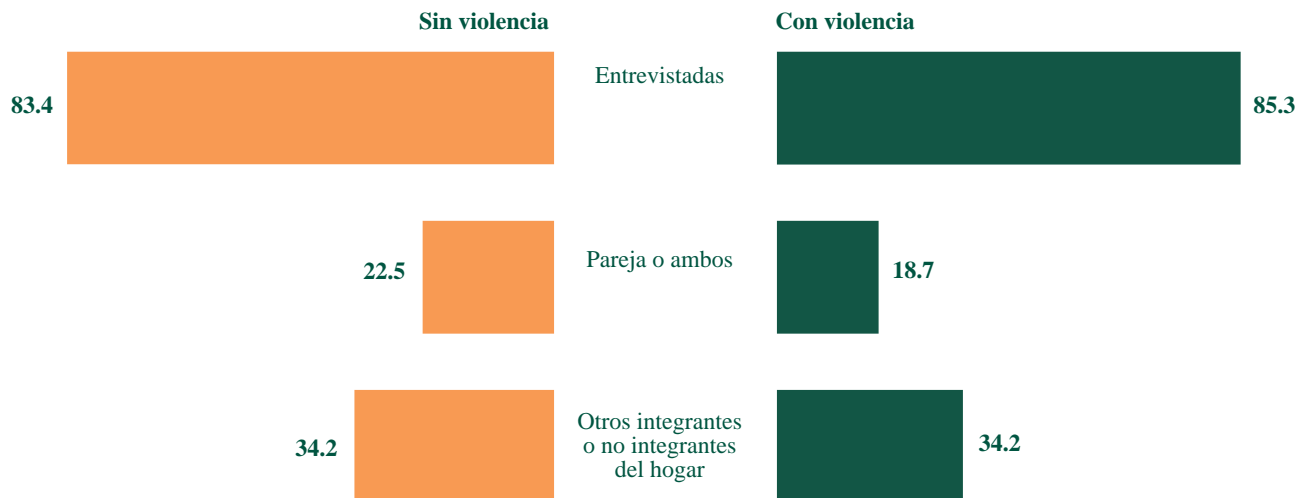 Sin violencia
Con violencia
83.4
Entrevistadas
85.3
22.5
Pareja o ambos
18.7
34.2
Otros integrantes
o no integrantes
del hogar
34.2